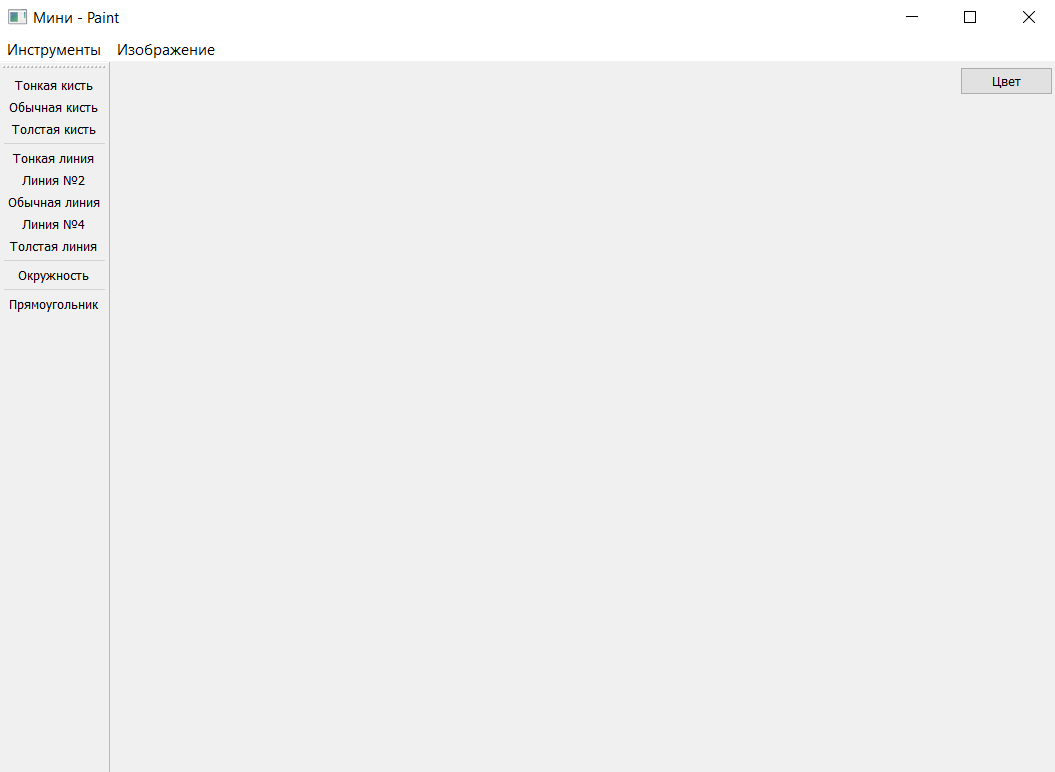 Мини - Paint
Инструменты Изображение
Цвет
Тонкая кисть
Обычная кисть
Толстая кисть
Тонкая линия
Линия №2
Обычная линия
Линия №4
Толстая линия
Окружность
Прямоугольник